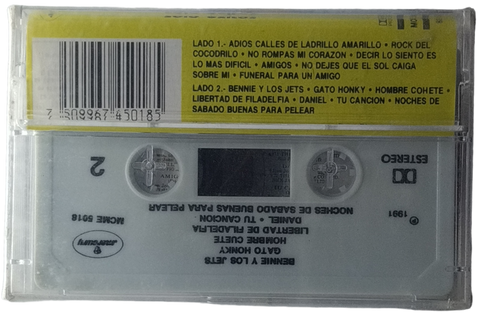 LADO 1.- ADIOS CALLES DE LADRILLO AMARILLO • ROCK DEL
COCODRILO • NO ROMPAS MI CORAZON • DECIR LO SIENTO ES
LO MAS DIFICIL • AMIGOS • NO DEJES QUE EL SOL CAIGA
SOBRE MI • FUNERAL PARA UN AMIGO
LADO 2.- BENNIE Y LOS JETS • GATO HONKY • HOMBRE COHETE •
LIBERTAD DE FILADELFIA • DANIEL • TU CANCION • NOCHES DE
SABADO BUENAS PARA PELEAR
7 509967 450185
2
ESTEREO
MCME 5018
mercury
1991
BENNIE Y LOS JETS
GATO HONKY
HOMBRE CUETE
LIBERTAD DE FILADELFIA
DANIEL • TU CANCION
NOCHES DE SABADO BUENAS PARA PELEAR